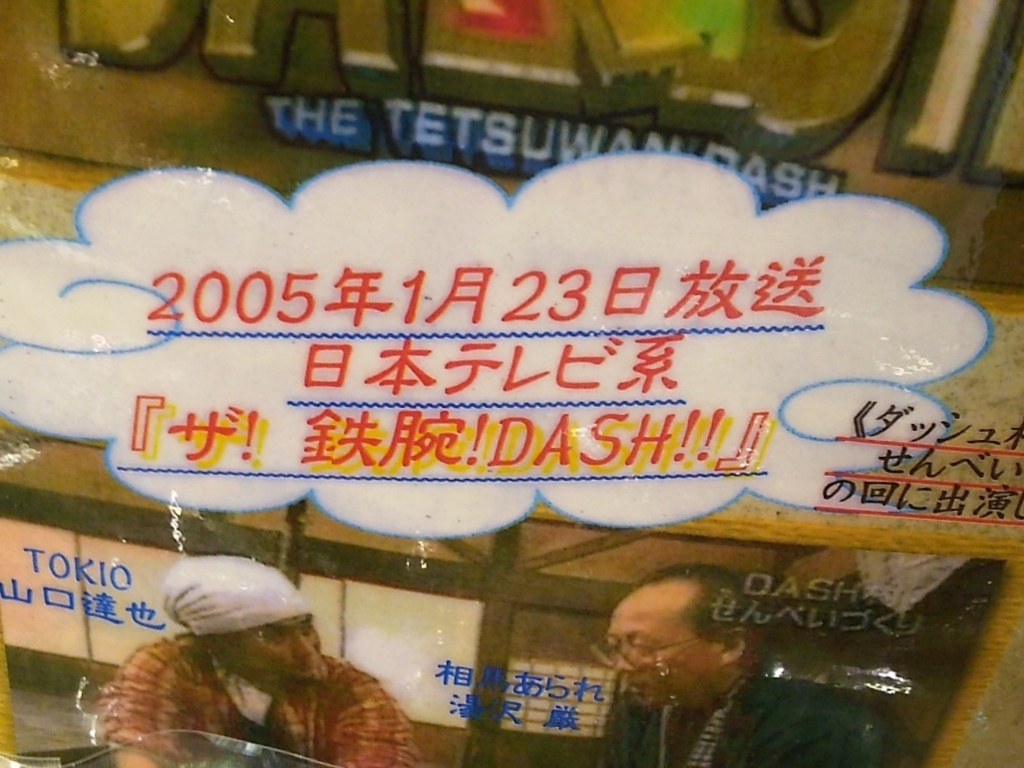 THE TETSUWAN DASH
2005年1月23日放送
日本テレビ系
『ザ! 鉄腕!DASH!!』
《ダッシュ
せんべい
の回に出演し
TOKIO
山口達也
DASH
せんべいづくり
相馬あられ
湯沢 巌